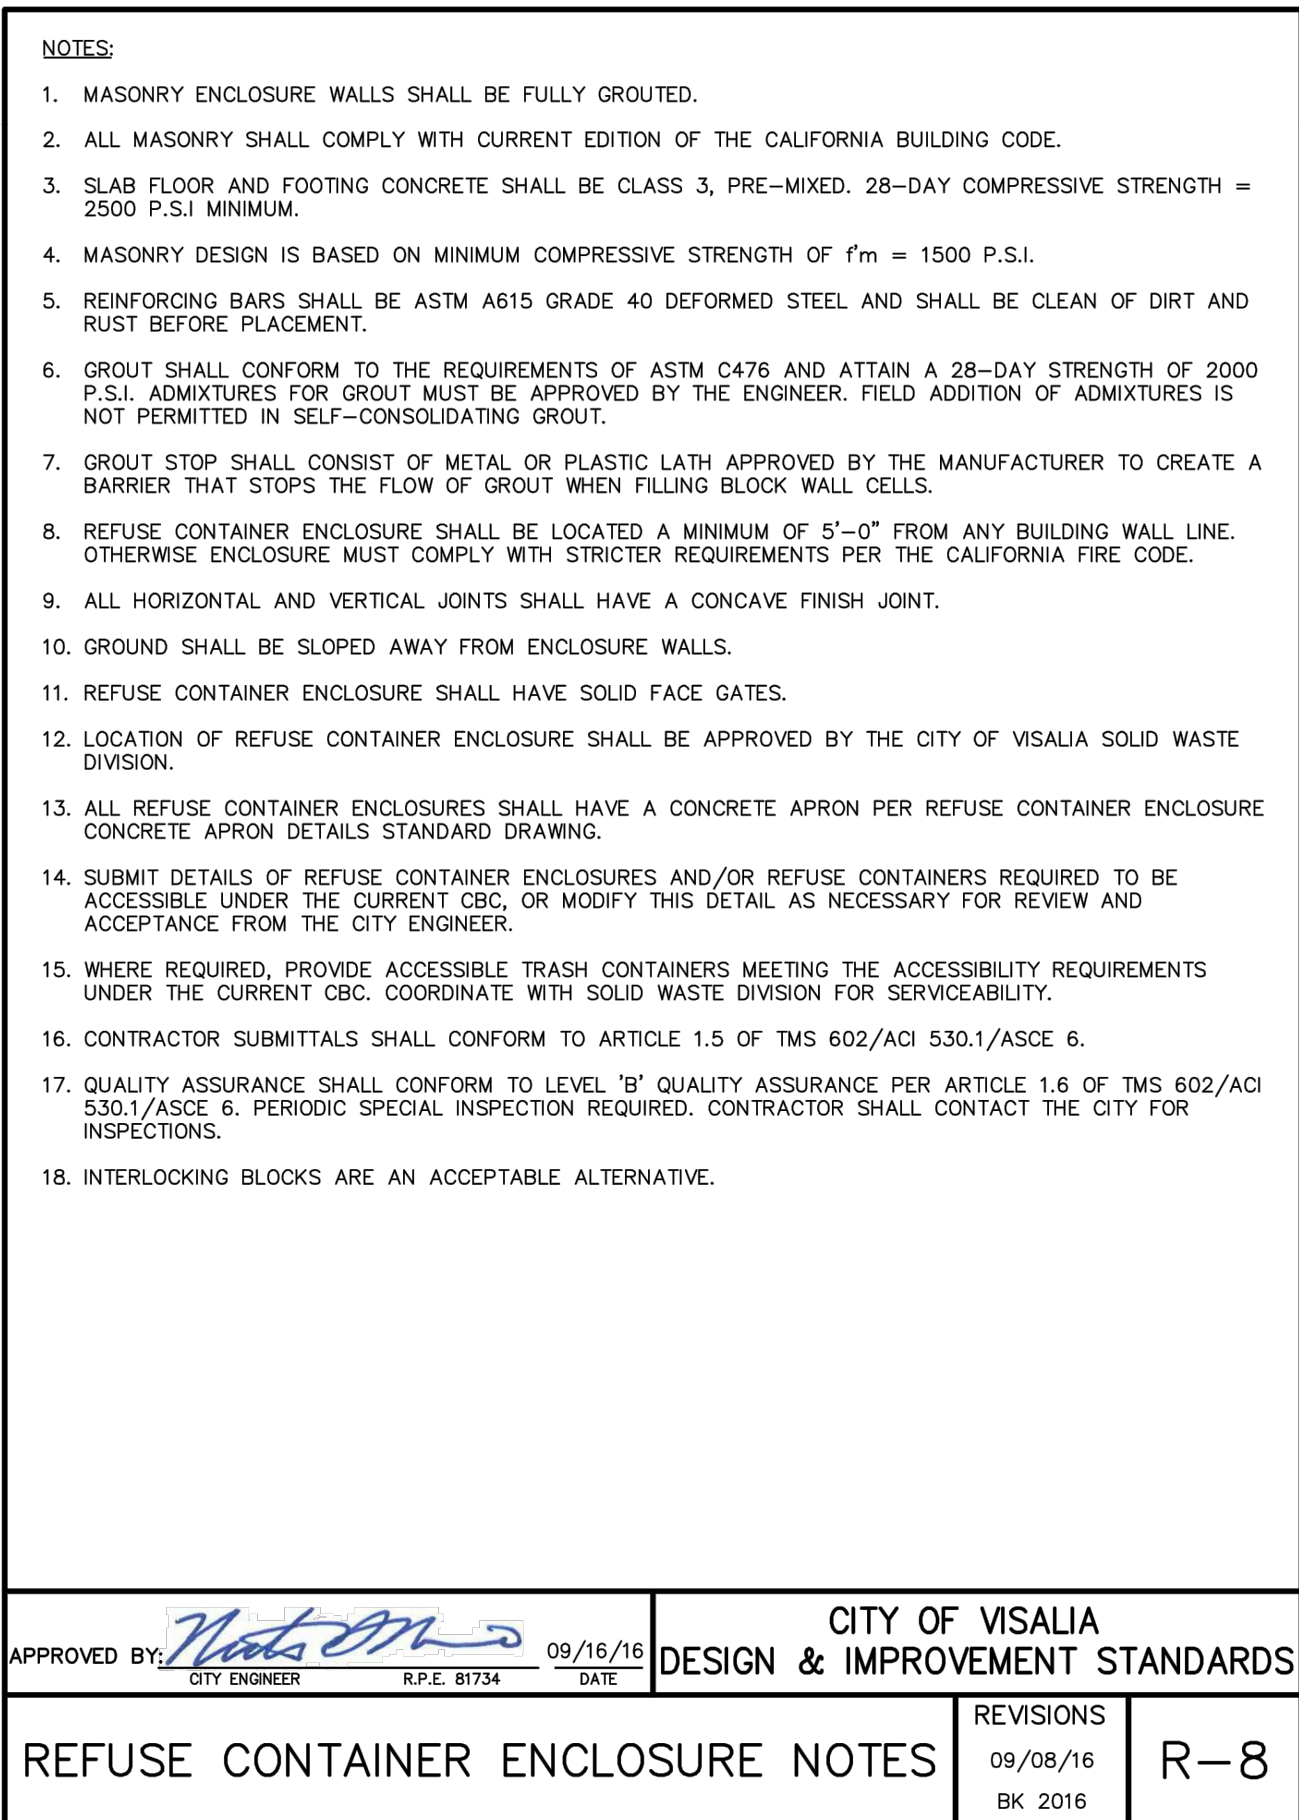 NOTES:
1. MASONRY ENCLOSURE WALLS SHALL BE FULLY GROUTED.
2. ALL MASONRY SHALL COMPLY WITH CURRENT EDITION OF THE CALIFORNIA BUILDING CODE.
3. SLAB FLOOR AND FOOTING CONCRETE SHALL BE CLASS 3, PRE-MIXED. 28-DAY COMPRESSIVE STRENGTH =
2500 P.S.I MINIMUM.
4. MASONRY DESIGN IS BASED ON MINIMUM COMPRESSIVE STRENGTH OF f'm = 1500 P.S.I.
5. REINFORCING BARS SHALL BE ASTM A615 GRADE 40 DEFORMED STEEL AND SHALL BE CLEAN OF DIRT AND
RUST BEFORE PLACEMENT.
6. GROUT SHALL CONFORM TO THE REQUIREMENTS OF ASTM C476 AND ATTAIN A 28-DAY STRENGTH OF 2000
P.S.I. ADMIXTURES FOR GROUT MUST BE APPROVED BY THE ENGINEER. FIELD ADDITION OF ADMIXTURES IS
NOT PERMITTED IN SELF-CONSOLIDATING GROUT.
7. GROUT STOP SHALL CONSIST OF METAL OR PLASTIC LATH APPROVED BY THE MANUFACTURER TO CREATE A
BARRIER THAT STOPS THE FLOW OF GROUT WHEN FILLING BLOCK WALL CELLS.
8. REFUSE CONTAINER ENCLOSURE SHALL BE LOCATED A MINIMUM OF 5'-0" FROM ANY BUILDING WALL LINE.
OTHERWISE ENCLOSURE MUST COMPLY WITH STRICTER REQUIREMENTS PER THE CALIFORNIA FIRE CODE.
9. ALL HORIZONTAL AND VERTICAL JOINTS SHALL HAVE A CONCAVE FINISH JOINT.
10. GROUND SHALL BE SLOPED AWAY FROM ENCLOSURE WALLS.
11. REFUSE CONTAINER ENCLOSURE SHALL HAVE SOLID FACE GATES.
12. LOCATION OF REFUSE CONTAINER ENCLOSURE SHALL BE APPROVED BY THE CITY OF VISALIA SOLID WASTE
DIVISION.
13. ALL REFUSE CONTAINER ENCLOSURES SHALL HAVE A CONCRETE APRON PER REFUSE CONTAINER ENCLOSURE
CONCRETE APRON DETAILS STANDARD DRAWING.
14. SUBMIT DETAILS OF REFUSE CONTAINER ENCLOSURES AND/OR REFUSE CONTAINERS REQUIRED TO BE
ACCESSIBLE UNDER THE CURRENT CBC, OR MODIFY THIS DETAIL AS NECESSARY FOR REVIEW AND
ACCEPTANCE FROM THE CITY ENGINEER.
15. WHERE REQUIRED, PROVIDE ACCESSIBLE TRASH CONTAINERS MEETING THE ACCESSIBILITY REQUIREMENTS
UNDER THE CURRENT CBC. COORDINATE WITH SOLID WASTE DIVISION FOR SERVICEABILITY.
16. CONTRACTOR SUBMITTALS SHALL CONFORM TO ARTICLE 1.5 OF TMS 602/ACI 530.1/ASCE 6.
17. QUALITY ASSURANCE SHALL CONFORM TO LEVEL 'B' QUALITY ASSURANCE PER ARTICLE 1.6 OF TMS 602/ACI
530.1/ASCE 6. PERIODIC SPECIAL INSPECTION REQUIRED. CONTRACTOR SHALL CONTACT THE CITY FOR
INSPECTIONS.
18. INTERLOCKING BLOCKS ARE AN ACCEPTABLE ALTERNATIVE.
APPROVED BY: 09/16/16
CITY ENGINEER R.P.E. 81734 DATE
CITY OF VISALIA
DESIGN & IMPROVEMENT STANDARDS
REFUSE CONTAINER ENCLOSURE NOTES
REVISIONS
09/08/16
BK 2016
R-8